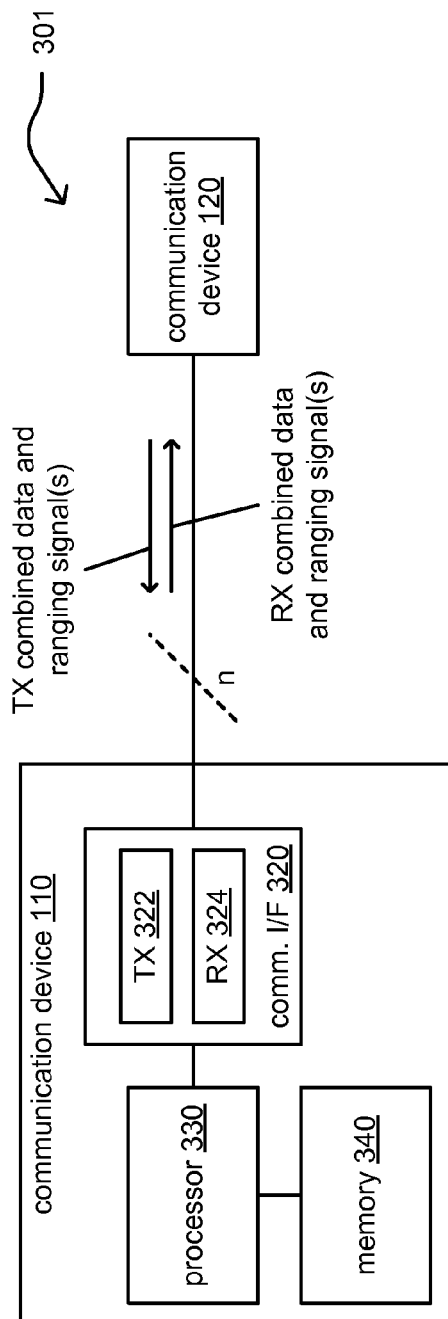 301
communication device 110
processor 330
memory 340
TX 322
RX 324
comm. I/F 320
n
TX combined data and
ranging signal(s)
RX combined data
and ranging signal(s)
communication
device 120